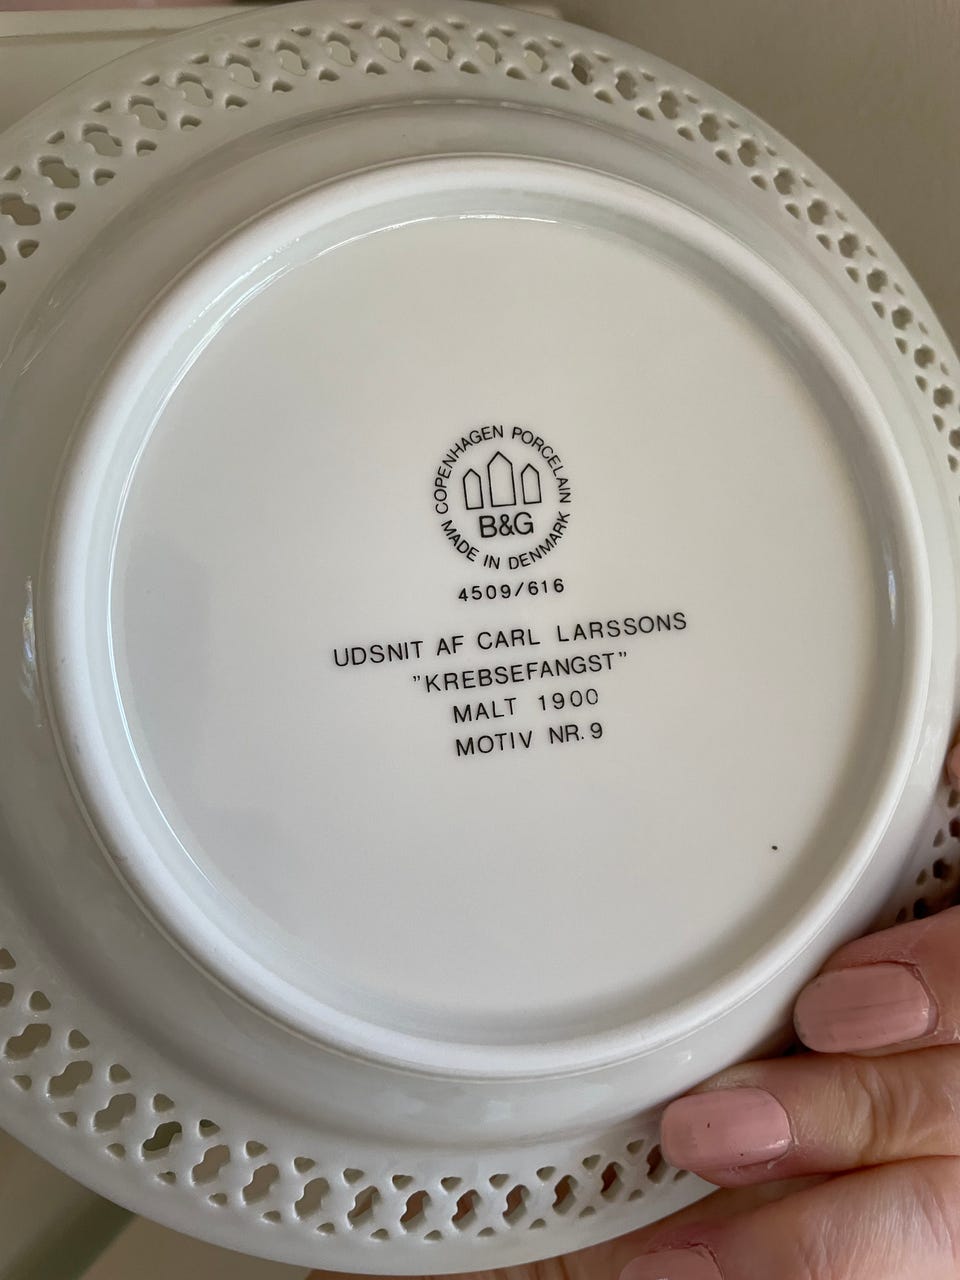 COPENHAGEN PORCELAIN
B&G
MADE IN DENMARK
4509/616
UDSNIT AF CARL LARSSONS
"KREBSEFANGST"
MALT 1900
MOTIV NR. 9